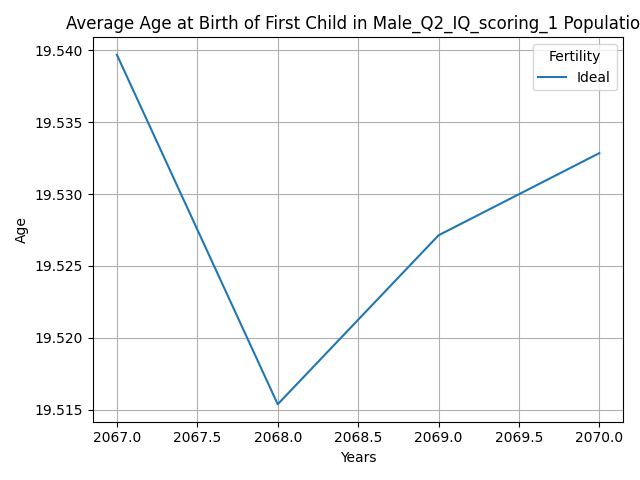 Average Age at Birth of First Child in Male_Q2_IQ_scoring_1 Populatio
Fertility
Ideal
19.540
19.535
19.530
19.525
19.520
19.515
Age
2067.0 2067.5 2068.0 2068.5 2069.0 2069.5 2070.0
Years